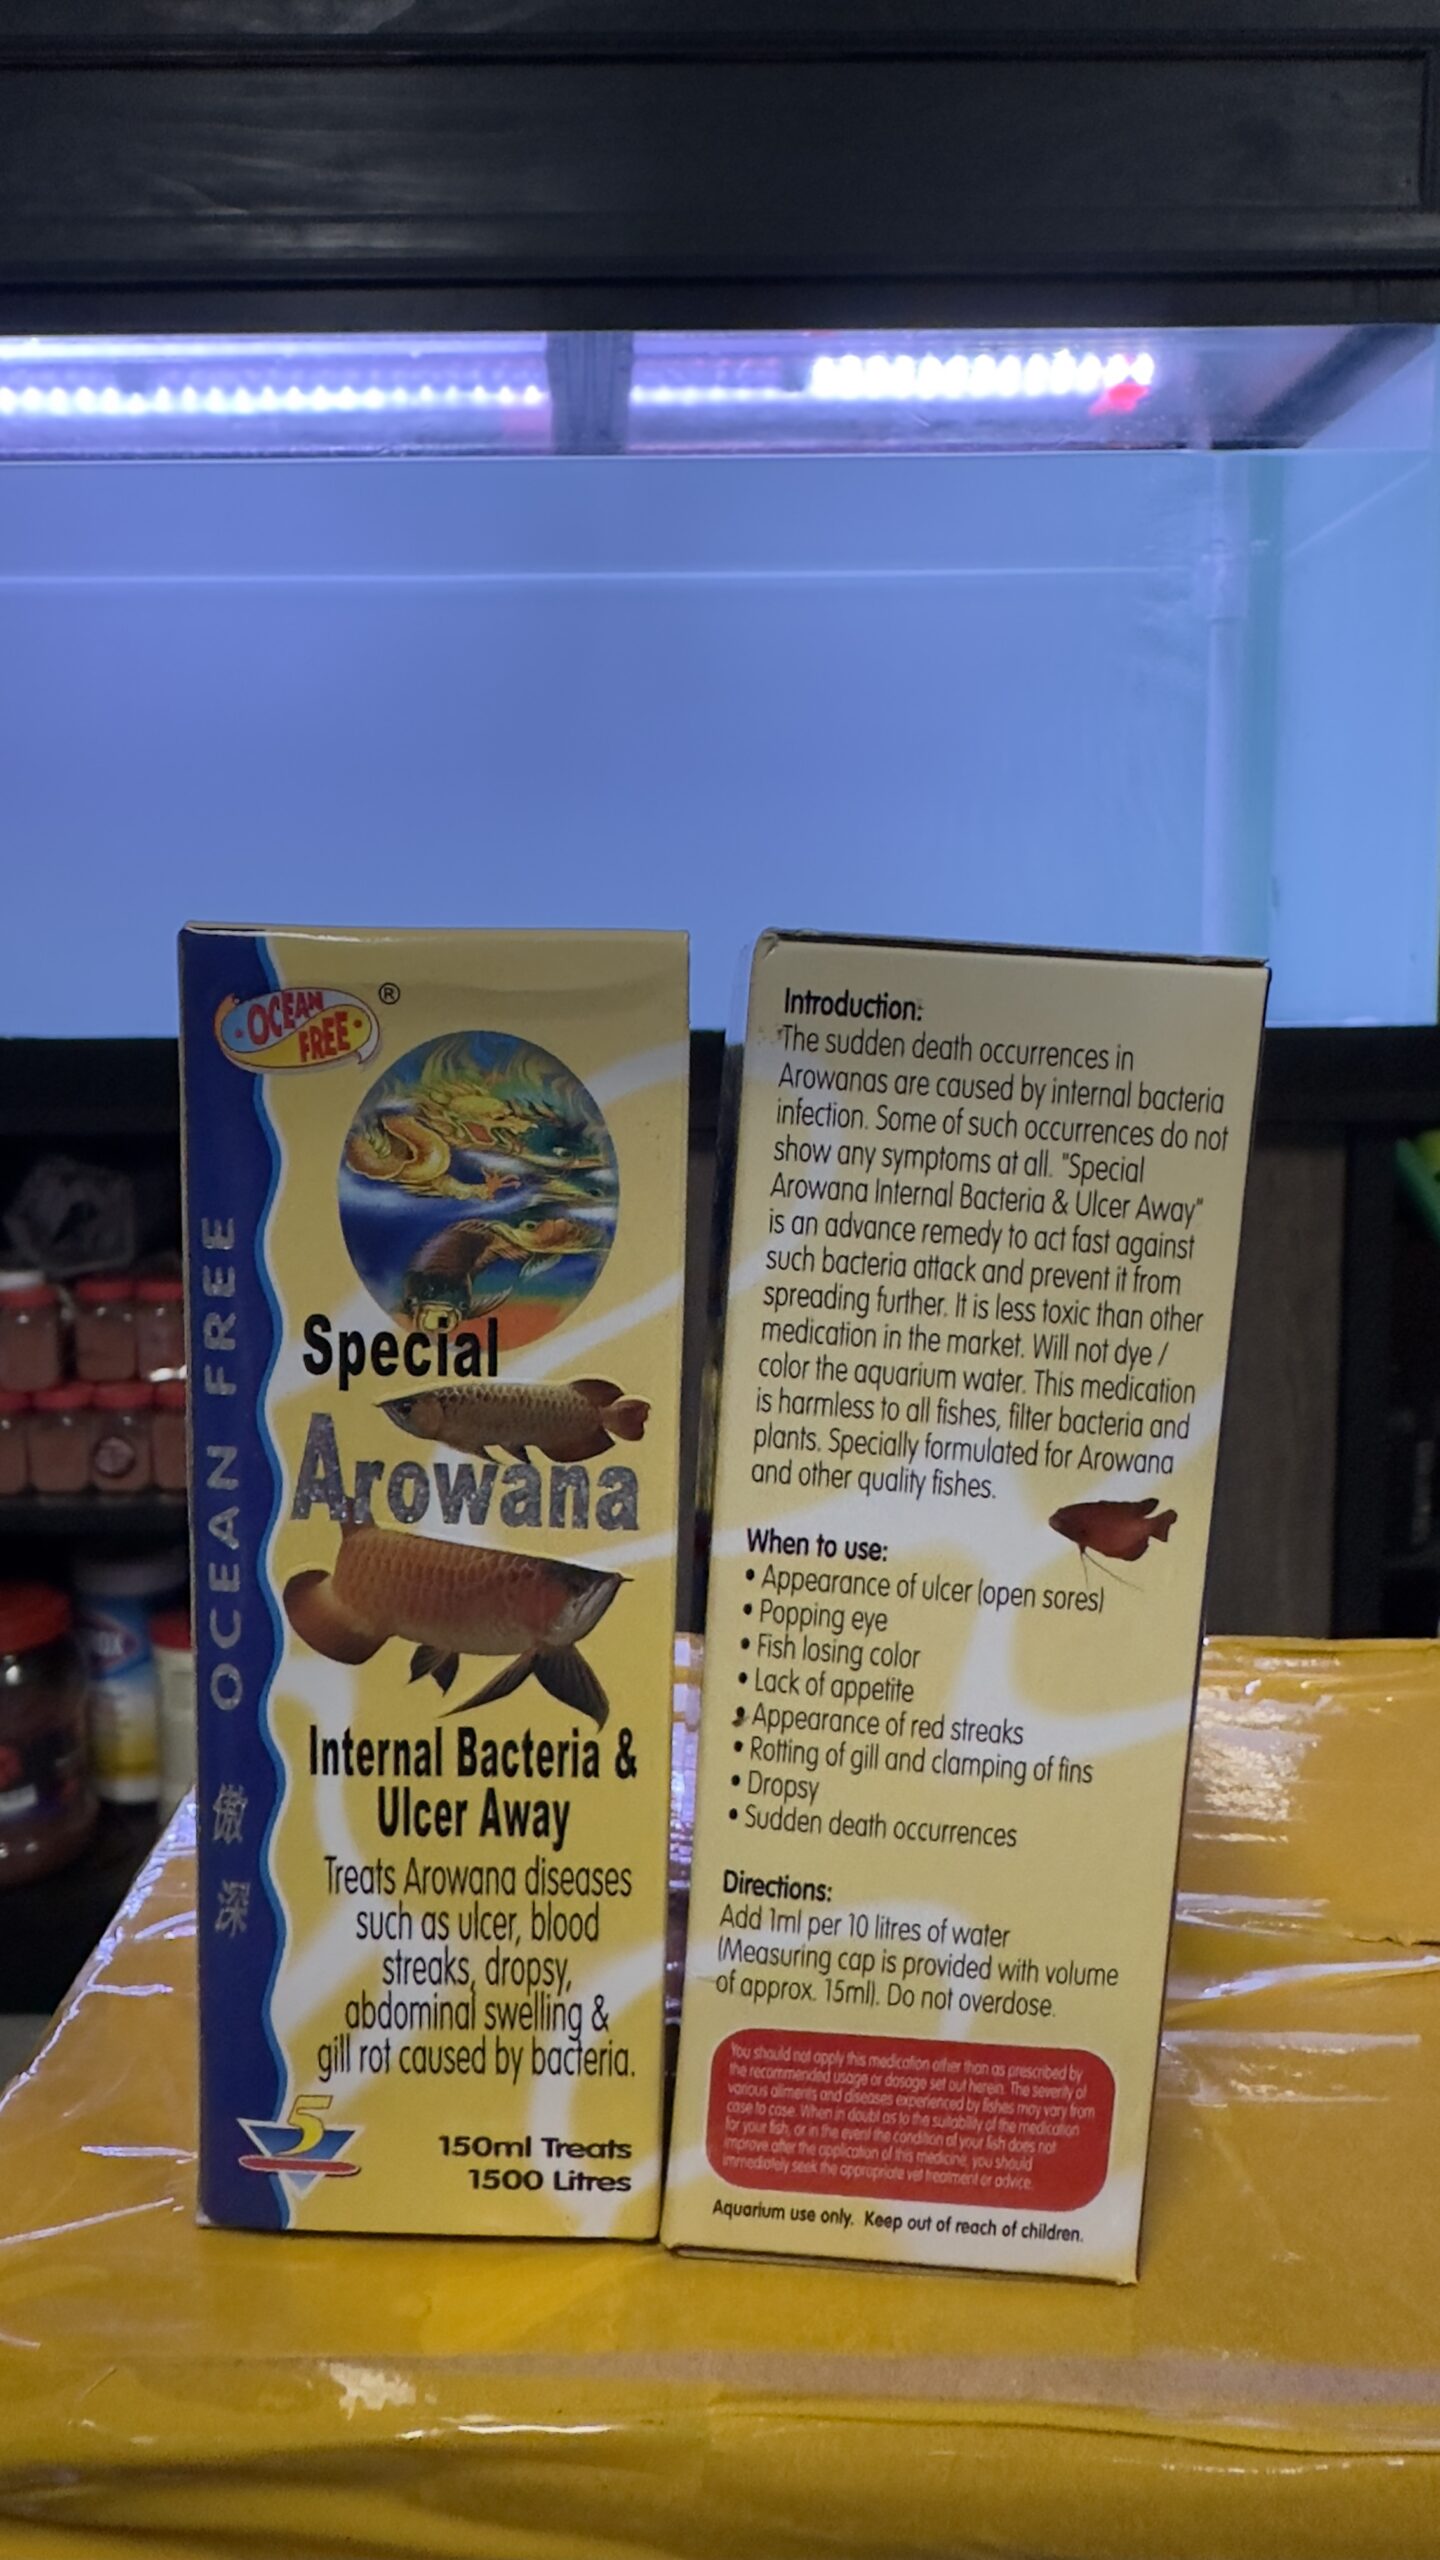 OCEAN FREE ®
OCEAN FREE
深 傲
Special
Arowana
Internal Bacteria &
Ulcer Away
Treats Arowana diseases
such as ulcer, blood
streaks, dropsy,
abdominal swelling &
gill rot caused by bacteria.
5
150ml Treats
1500 Litres
Introduction:
The sudden death occurrences in
Arowanas are caused by internal bacteria
infection. Some of such occurrences do not
show any symptoms at all. "Special
Arowana Internal Bacteria & Ulcer Away"
is an advance remedy to act fast against
such bacteria attack and prevent it from
spreading further. It is less toxic than other
medication in the market. Will not dye /
color the aquarium water. This medication
is harmless to all fishes, filter bacteria and
plants. Specially formulated for Arowana
and other quality fishes.
When to use:
• Appearance of ulcer (open sores)
• Popping eye
• Fish losing color
• Lack of appetite
• Appearance of red streaks
• Rotting of gill and clamping of fins
• Dropsy
• Sudden death occurrences
Directions:
Add 1ml per 10 litres of water
(Measuring cap is provided with volume
of approx. 15ml). Do not overdose.
You should not apply this medication other than as prescribed by
the recommended usage or dosage set out herein. The severity of
various ailments and diseases experienced by fishes may vary from
case to case. When in doubt as to the suitability of the medication
for your fish, or in the event the condition of your fish does not
improve after the application of this medicine, you should
immediately seek the appropriate vet treatment or advice.
Aquarium use only. Keep out of reach of children.